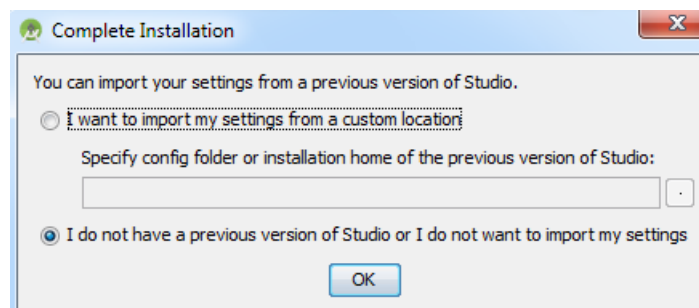 Complete Installation
You can import your settings from a previous version of Studio.
I want to import my settings from a custom location
Specify config folder or installation home of the previous version of Studio:
.
I do not have a previous version of Studio or I do not want to import my settings
OK